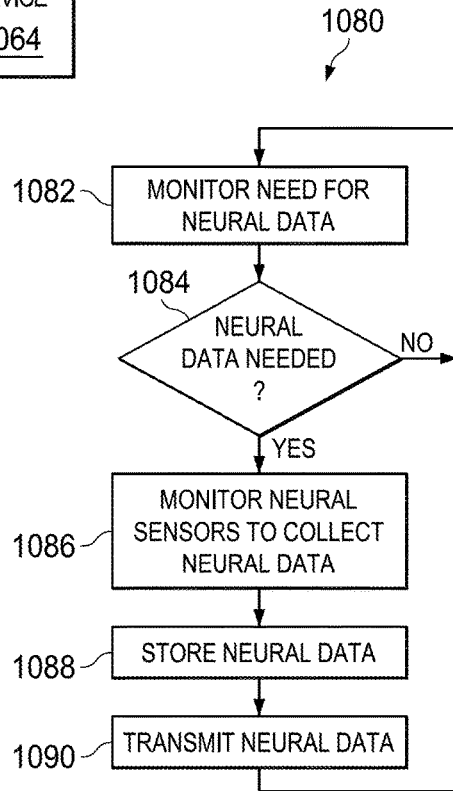 1064
1080
1082
MONITOR NEED FOR
NEURAL DATA
1084
NEURAL
DATA NEEDED
?
NO
YES
1086
MONITOR NEURAL
SENSORS TO COLLECT
NEURAL DATA
1088
STORE NEURAL DATA
1090
TRANSMIT NEURAL DATA